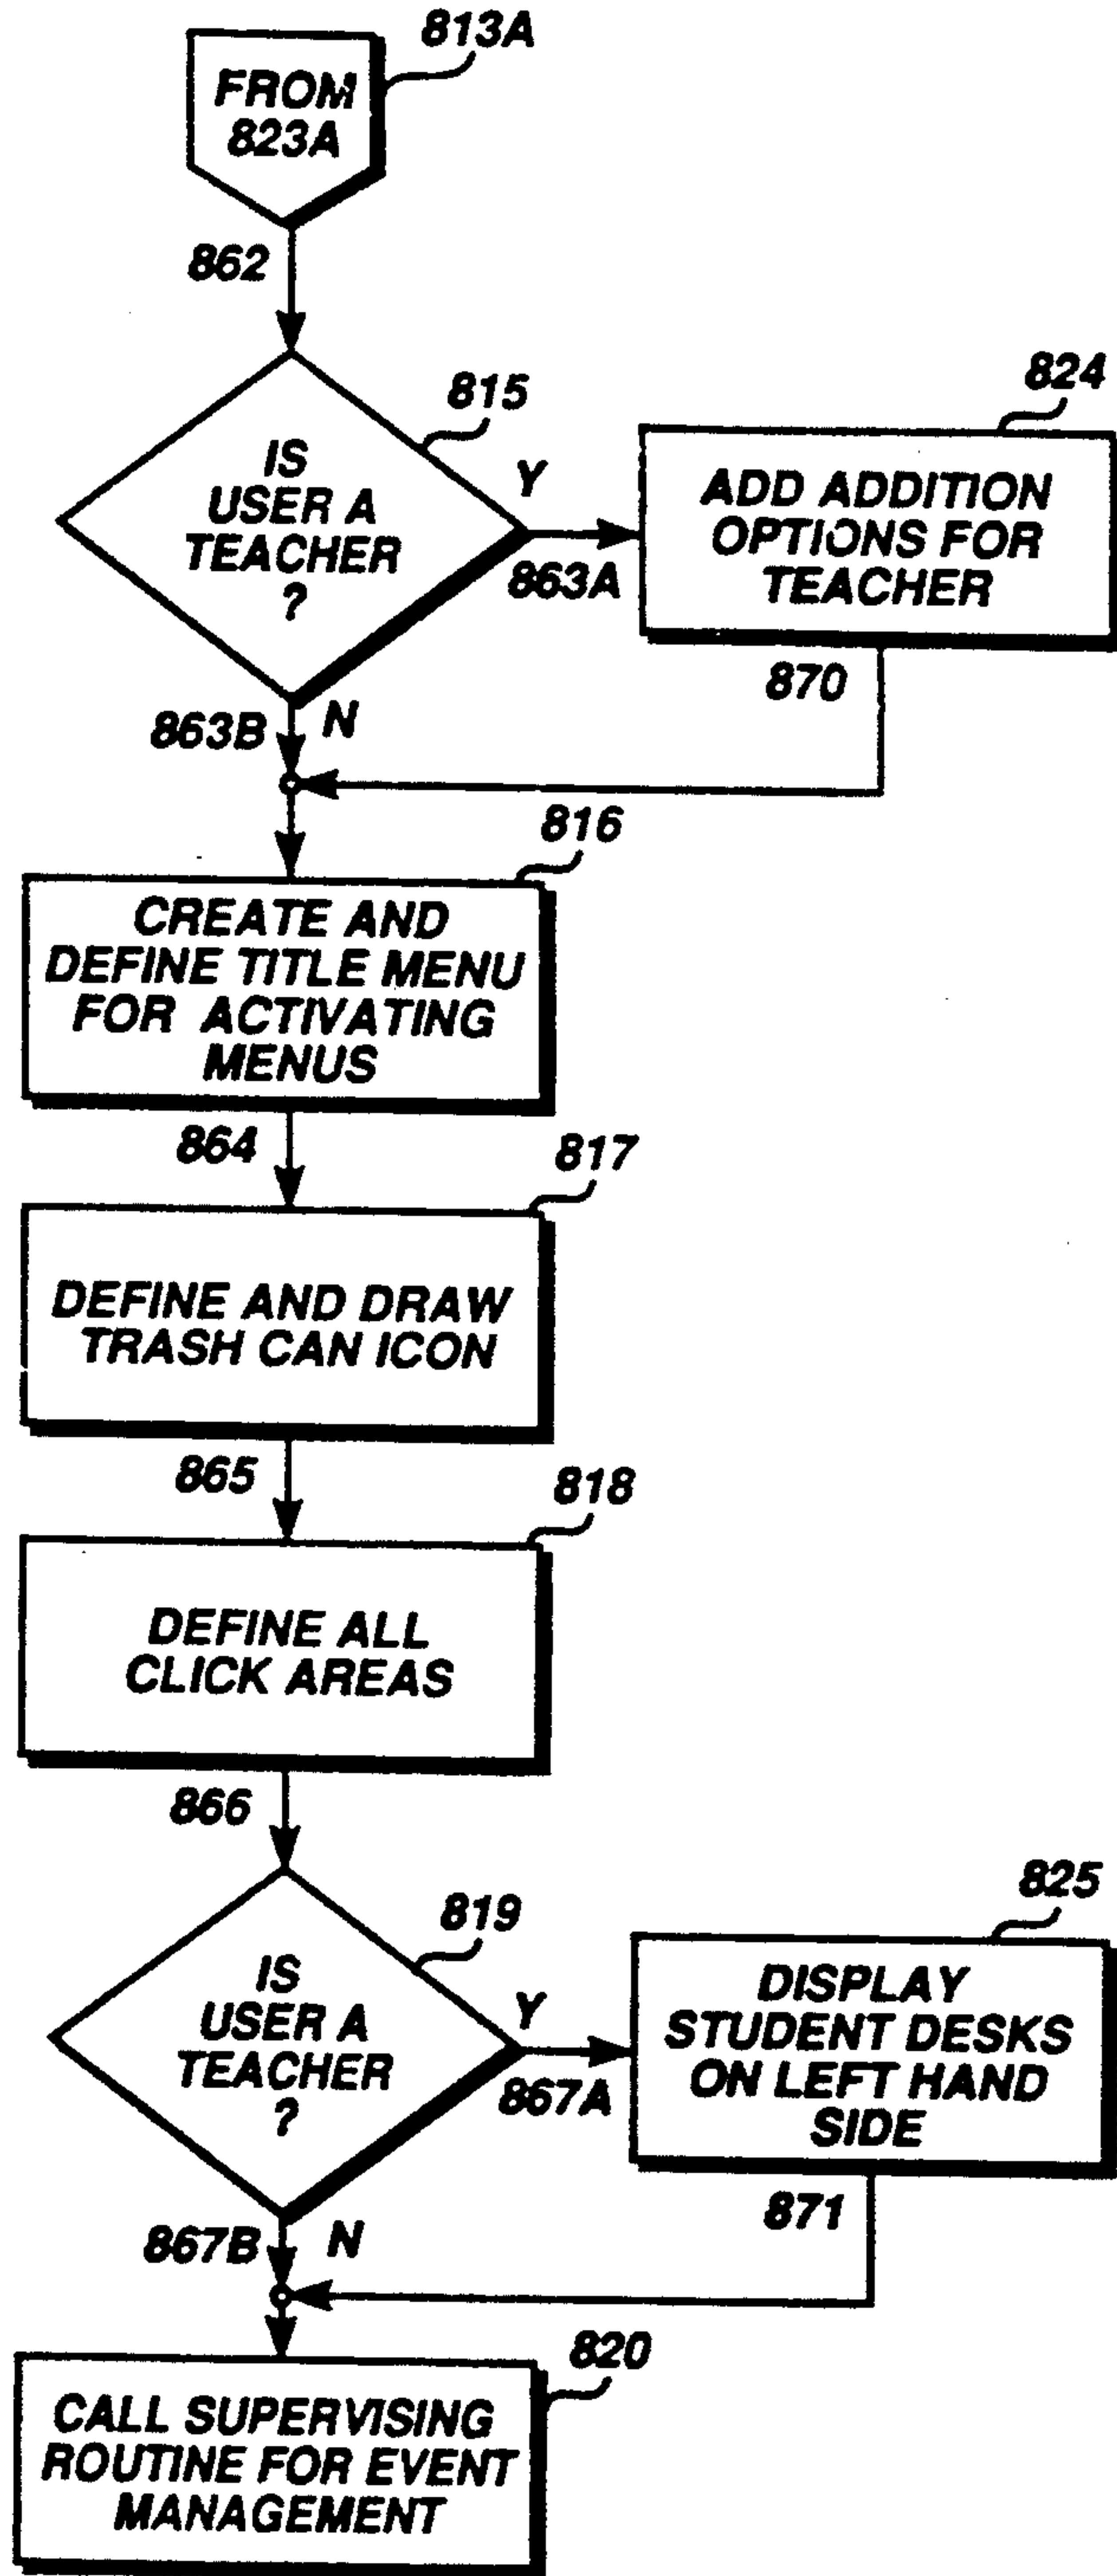 813A
FROM
823A
862
815
IS
USER A
TEACHER
?
Y
863A
824
ADD ADDITION
OPTIONS FOR
TEACHER
870
863B
N
816
CREATE AND
DEFINE TITLE MENU
FOR ACTIVATING
MENUS
864
817
DEFINE AND DRAW
TRASH CAN ICON
865
818
DEFINE ALL
CLICK AREAS
866
819
IS
USER A
TEACHER
?
Y
867A
825
DISPLAY
STUDENT DESKS
ON LEFT HAND
SIDE
871
867B
N
820
CALL SUPERVISING
ROUTINE FOR EVENT
MANAGEMENT